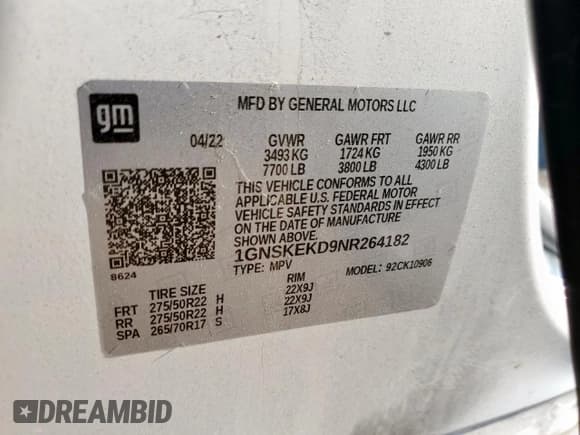 gm
MFD BY GENERAL MOTORS LLC
04/22 GVWR GAWR FRT GAWR RR
3493 KG 1724 KG 1950 KG
7700 LB 3800 LB 4300 LB
THIS VEHICLE CONFORMS TO ALL
APPLICABLE U.S. FEDERAL MOTOR
VEHICLE SAFETY STANDARDS IN EFFECT
ON THE DATE OF MANUFACTURE
SHOWN ABOVE.
8624
1GNSKEKD9NR264182
TYPE: MPV MODEL: 92CK10906
TIRE SIZE RIM
FRT 275/50R22 H 22X9J
RR 275/50R22 H 22X9J
SPA 265/70R17 S 17X8J
DREAMBID